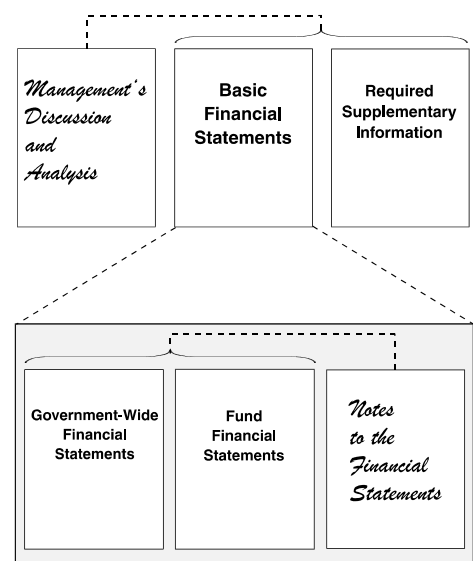 Management's
Discussion
and
Analysis
Basic
Financial
Statements
Required
Supplementary
Information
Government-Wide
Financial
Statements
Fund
Financial
Statements
Notes
to the
Financial
Statements